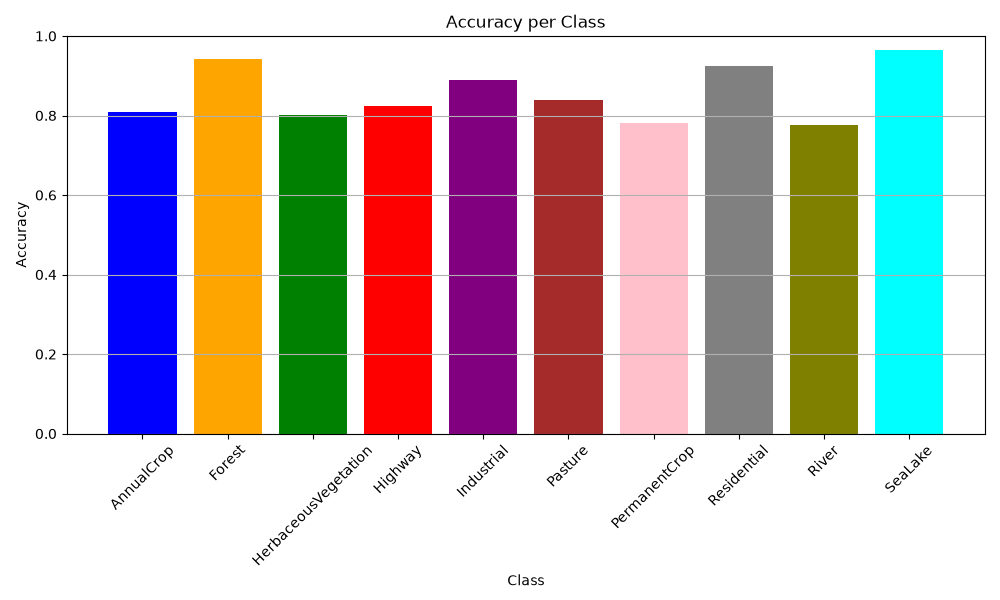 Accuracy per Class
1.0
0.8
0.6
0.4
0.2
0.0
Accuracy
AnnualCrop
Forest
HerbaceousVegetation
Highway
Industrial
Pasture
PermanentCrop
Residential
River
SeaLake
Class